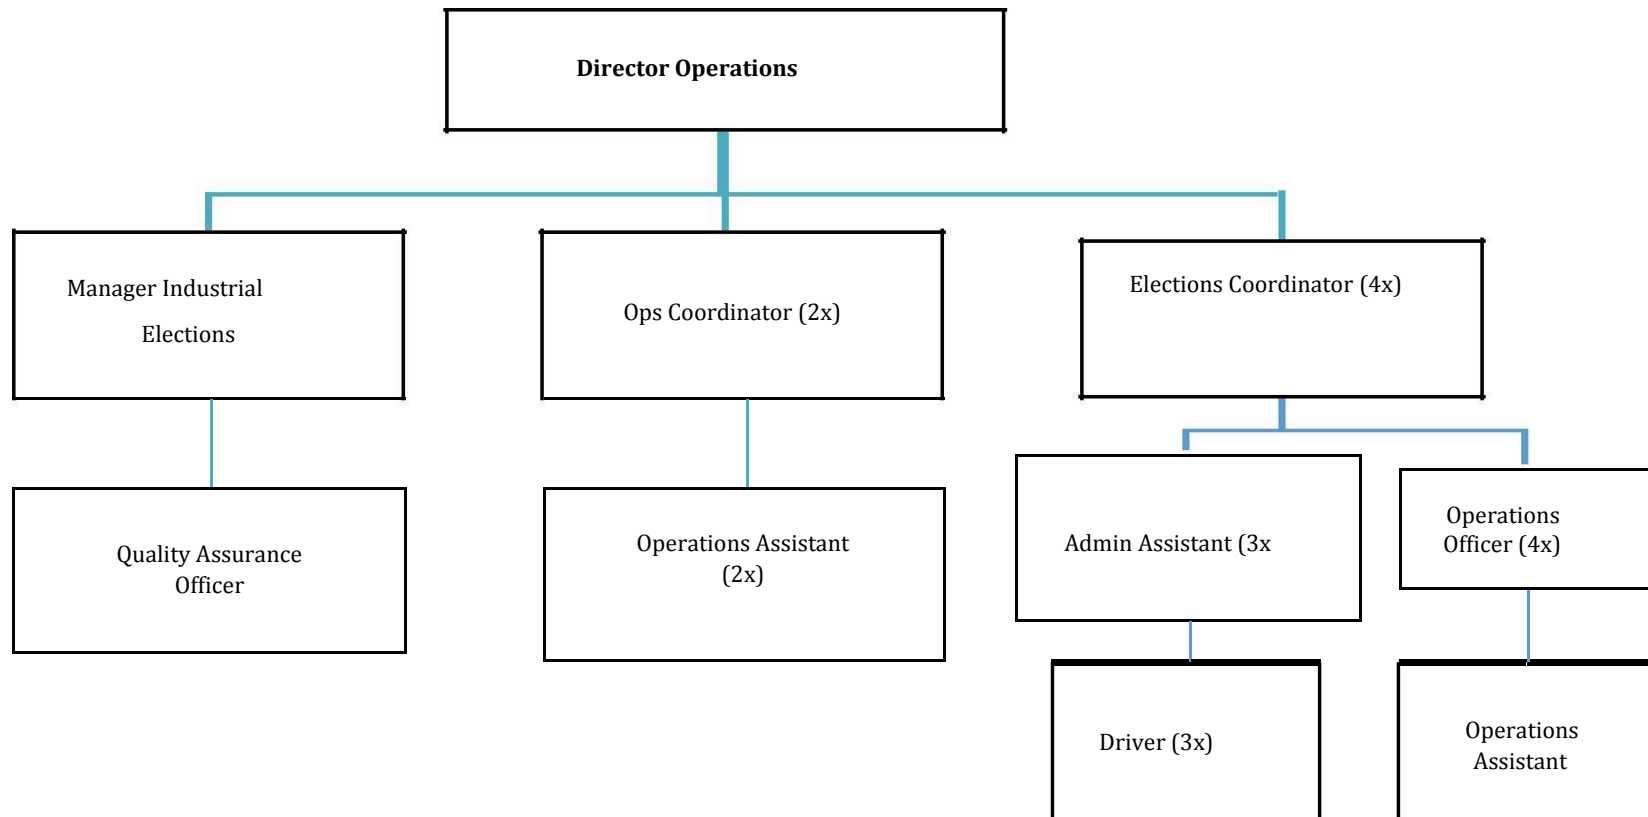 Director Operations
Manager Industrial
Elections
Ops Coordinator (2x)
Elections Coordinator (4x)
Quality Assurance
Officer
Operations Assistant
(2x)
Admin Assistant (3x
Operations
Officer (4x)
Driver (3x)
Operations
Assistant